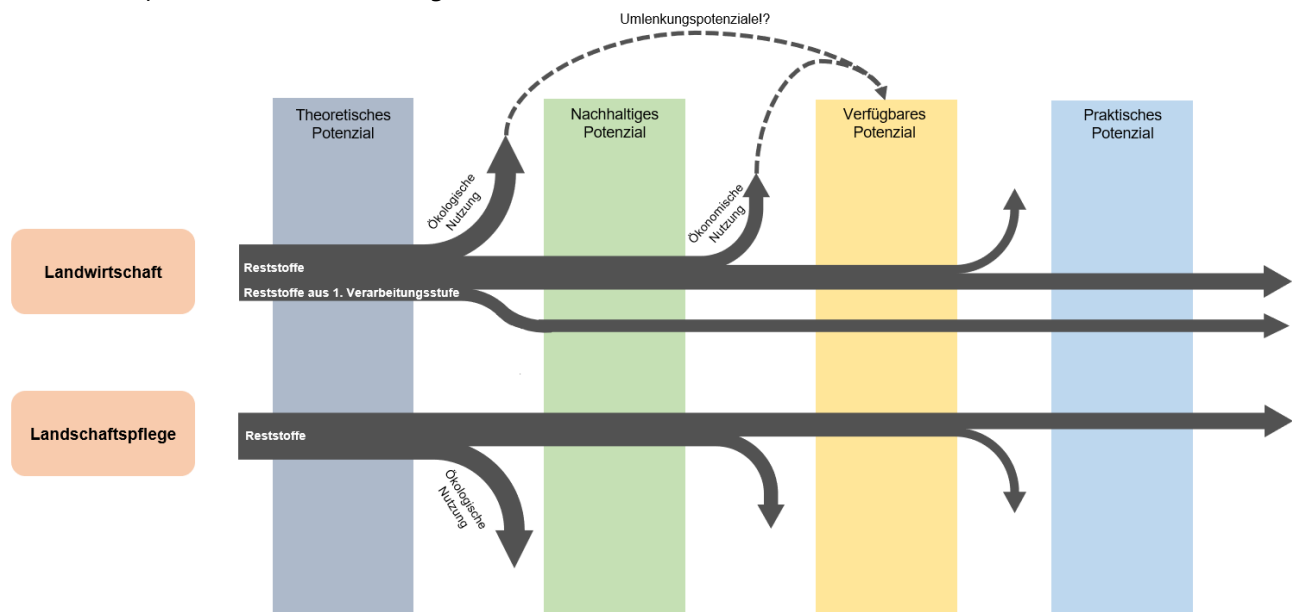 Umlenkungspotenziale!?
Theoretisches
Potenzial
Nachhaltiges
Potenzial
Verfügbares
Potenzial
Praktisches
Potenzial
Ökologische
Nutzung
Ökonomische
Nutzung
Landwirtschaft
Reststoffe
Reststoffe aus 1. Verarbeitungsstufe
Landschaftspflege
Reststoffe
Ökologische
Nutzung